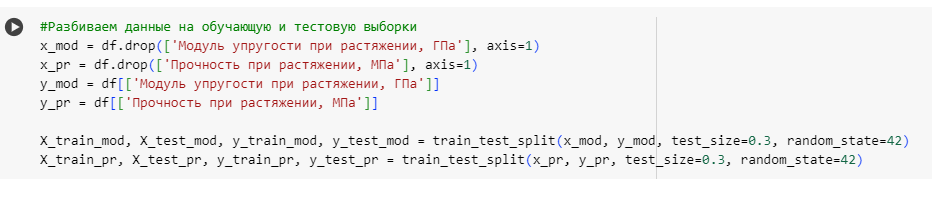 #Разбиваем данные на обучающую и тестовую выборки
x_mod = df.drop(['Модуль упругости при растяжении, ГПа'], axis=1)
x_pr = df.drop(['Прочность при растяжении, МПа'], axis=1)
y_mod = df[['Модуль упругости при растяжении, ГПа']]
y_pr = df[['Прочность при растяжении, МПа']]
X_train_mod, X_test_mod, y_train_mod, y_test_mod = train_test_split(x_mod, y_mod, test_size=0.3, random_state=42)
X_train_pr, X_test_pr, y_train_pr, y_test_pr = train_test_split(x_pr, y_pr, test_size=0.3, random_state=42)